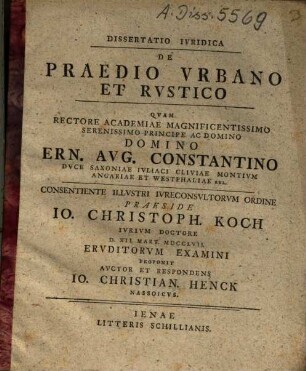 A. Diss. 5569
DISSERTATIO IVRIDICA
DE
PRAEDIO VRBANO
ET RVSTICO
QVAM
RECTORE ACADEMIAE MAGNIFICENTISSIMO
SERENISSIMO PRINCIPE AC DOMINO
DOMINO
ERN. AVG. CONSTANTINO
DVCE SAXONIAE IVLIACI CLIVIAE MONTIVM
ANGARIAE ET WESTPHALIAE REL.
CONSENTIENTE ILLVSTRI IVRECONSVLTORVM ORDINE
PRAESIDE
IO. CHRISTOPH. KOCH
IVRIVM DOCTORE
D. XII MART. MDCCLVII.
ERVDITORVM EXAMINI
PROPONIT
AVCTOR ET RESPONDENS
IO. CHRISTIAN. HENCK
NASSOICVS.
IENAE
LITTERIS SCHILLIANIS.